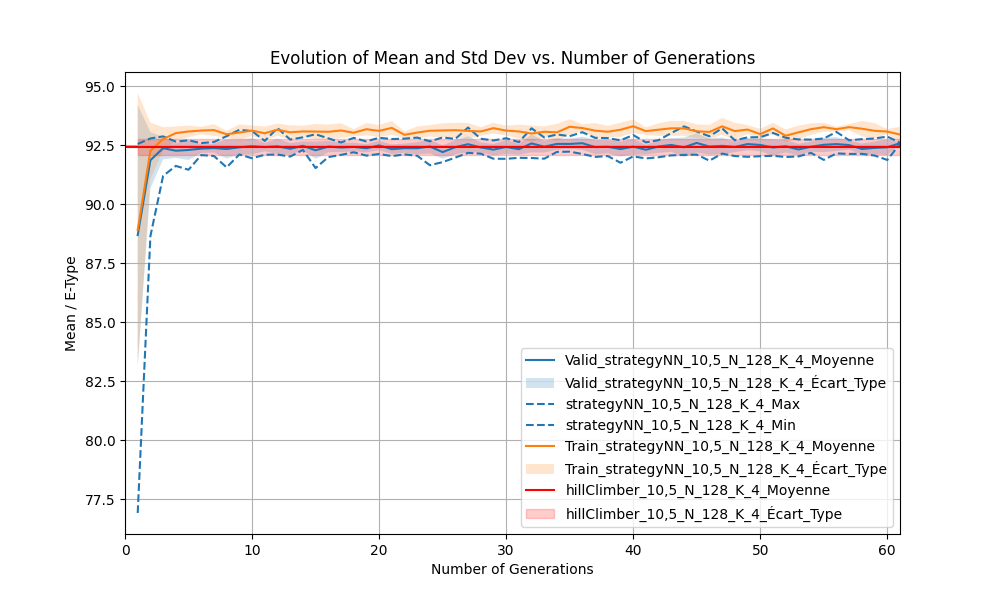 Evolution of Mean and Std Dev vs. Number of Generations
Mean / E-Type
95.0
92.5
90.0
87.5
85.0
82.5
80.0
77.5
Valid_strategyNN_10,5_N_128_K_4_Moyenne
Valid_strategyNN_10,5_N_128_K_4_Écart_Type
strategyNN_10,5_N_128_K_4_Max
strategyNN_10,5_N_128_K_4_Min
Train_strategyNN_10,5_N_128_K_4_Moyenne
Train_strategyNN_10,5_N_128_K_4_Écart_Type
hillClimber_10,5_N_128_K_4_Moyenne
hillClimber_10,5_N_128_K_4_Écart_Type
0 10 20 30 40 50 60
Number of Generations